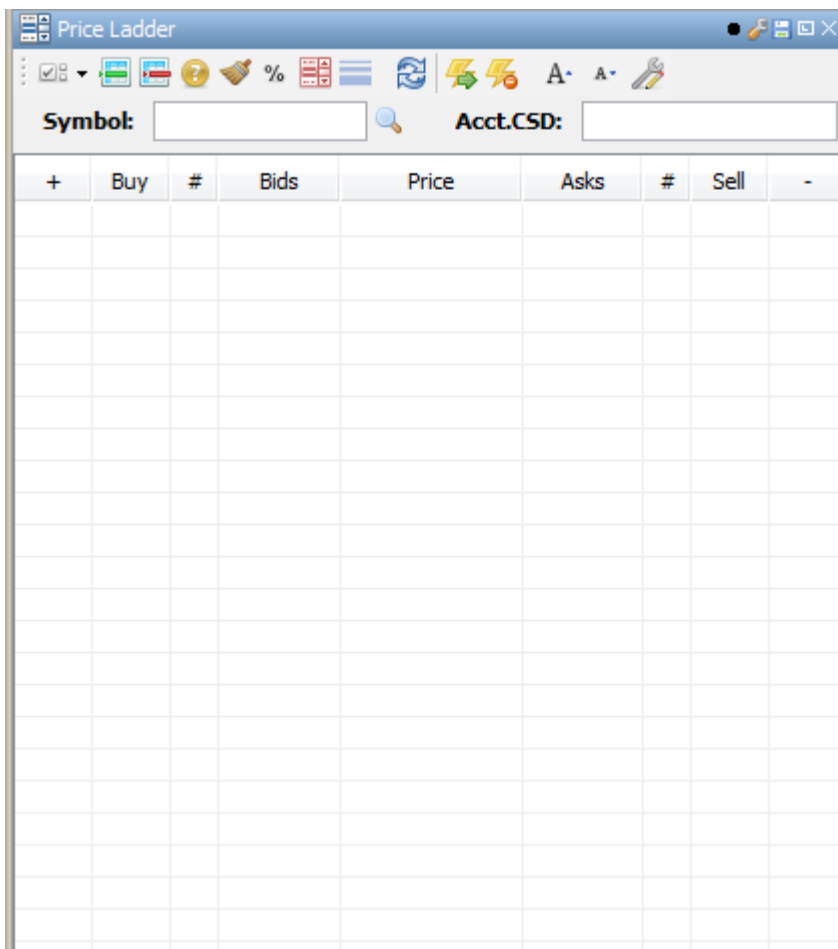 Price Ladder
% A A
Symbol: Acct.CSD:
+ Buy # Bids Price Asks # Sell -